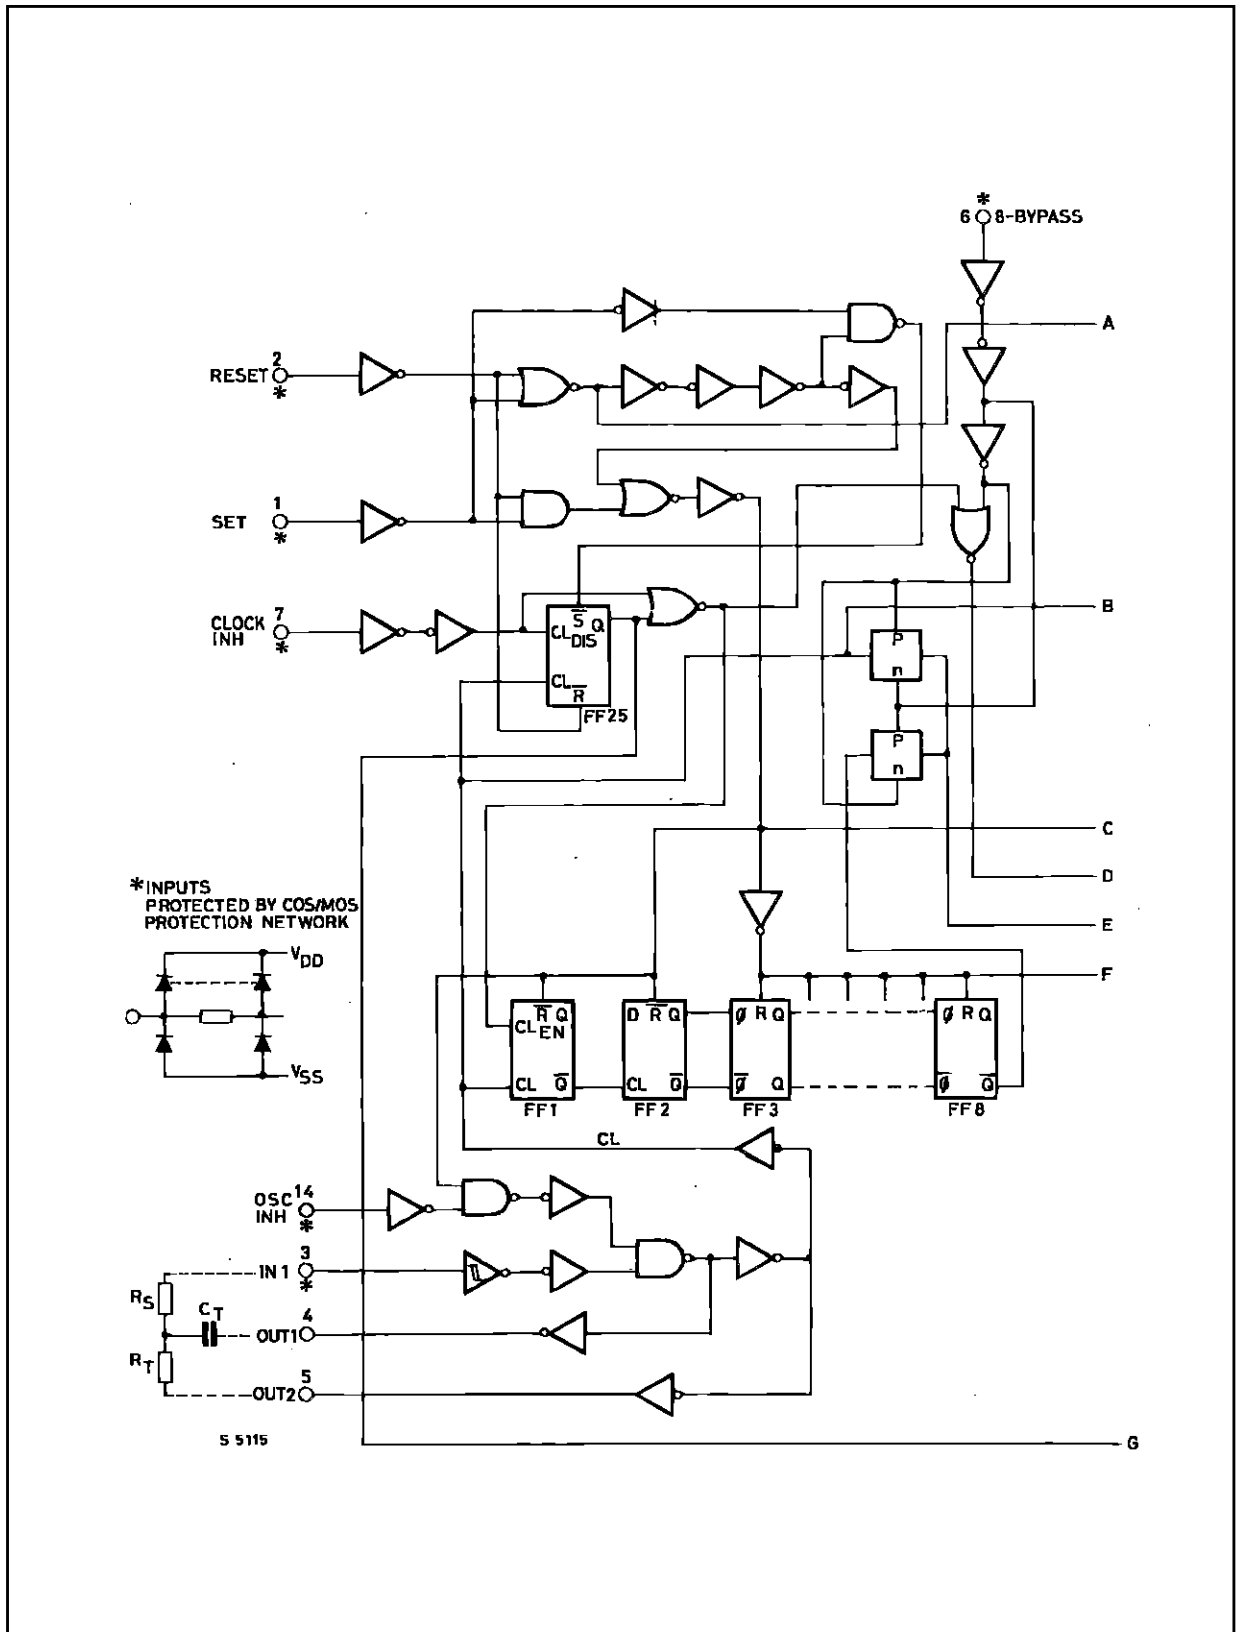 *
6 8-BYPASS
A
RESET 2
*
SET 1
*
CLOCK 7
INH *
S̅ Q
CL DIS
CL R̅
FF25
B
P
n
P
n
C
D
E
F
*INPUTS
PROTECTED BY COS/MOS
PROTECTION NETWORK
VDD
VSS
R̅ Q
CL EN
CL Q̅
FF1
D R̅ Q
CL Q̅
FF2
Ø R Q
Ø̅ Q
FF3
Ø R Q
Ø̅ Q̅
FF8
CL
OSC 14
INH *
IN 1 3
*
RS
CT
OUT1 4
RT
OUT2 5
S 5115
G